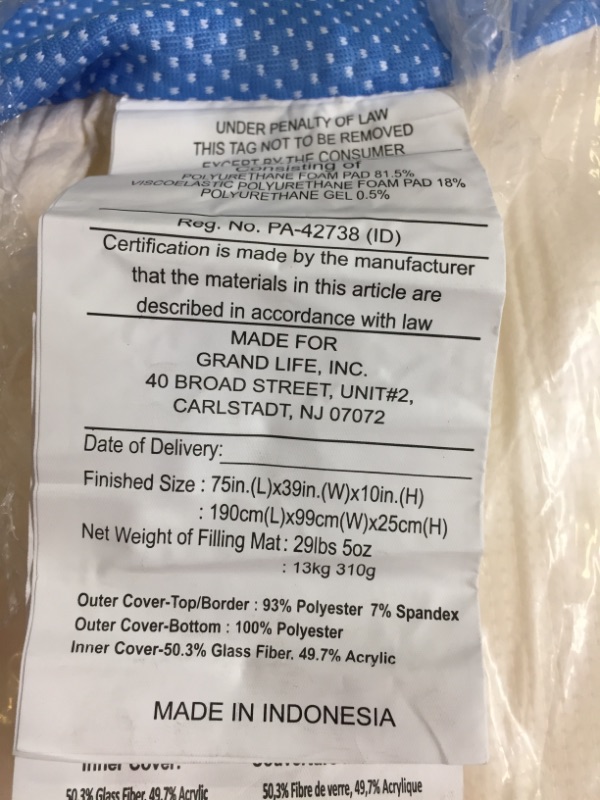 UNDER PENALTY OF LAW
THIS TAG NOT TO BE REMOVED
EXCEPT BY THE CONSUMER
Consisting of
POLYURETHANE FOAM PAD 81.5%
VISCOELASTIC POLYURETHANE FOAM PAD 18%
POLYURETHANE GEL 0.5%
Reg. No. PA-42738 (ID)
Certification is made by the manufacturer
that the materials in this article are
described in accordance with law
MADE FOR
GRAND LIFE, INC.
40 BROAD STREET, UNIT#2,
CARLSTADT, NJ 07072
Date of Delivery:
Finished Size : 75in.(L)x39in.(W)x10in.(H)
: 190cm(L)x99cm(W)x25cm(H)
Net Weight of Filling Mat : 29lbs 5oz
: 13kg 310g
Outer Cover-Top/Border : 93% Polyester 7% Spandex
Outer Cover-Bottom : 100% Polyester
Inner Cover-50.3% Glass Fiber. 49.7% Acrylic
MADE IN INDONESIA
Inner Cover:
50.3% Glass Fiber, 49.7% Acrylic
50,3% Fibre de verre, 49,7% Acrylique